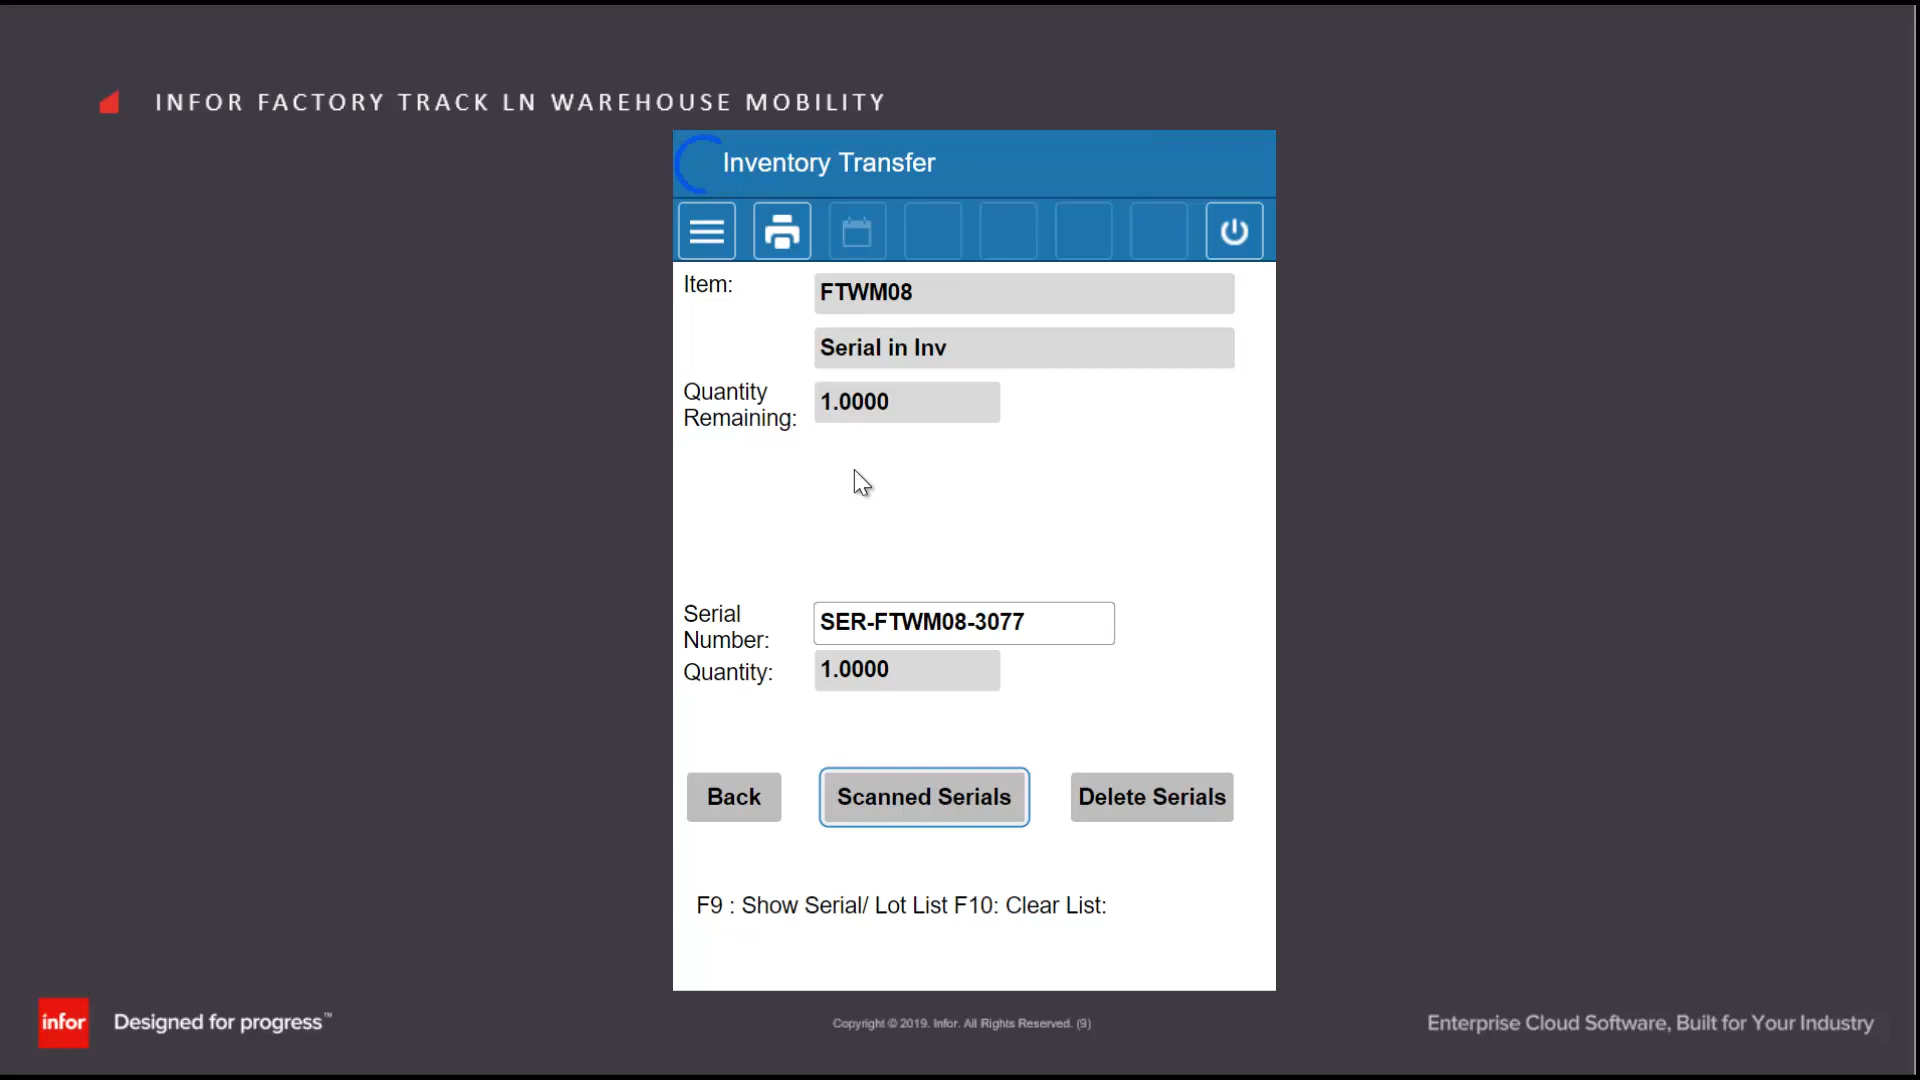 INFOR FACTORY TRACK LN WAREHOUSE MOBILITY
Inventory Transfer
Item: FTWM08
Serial in Inv
Quantity
Remaining: 1.0000
Serial
Number: SER-FTWM08-3077
Quantity: 1.0000
Back Scanned Serials Delete Serials
F9 : Show Serial/ Lot List F10: Clear List:
infor Designed for progress™ Copyright © 2019. Infor. All Rights Reserved. (9) Enterprise Cloud Software, Built for Your Industry